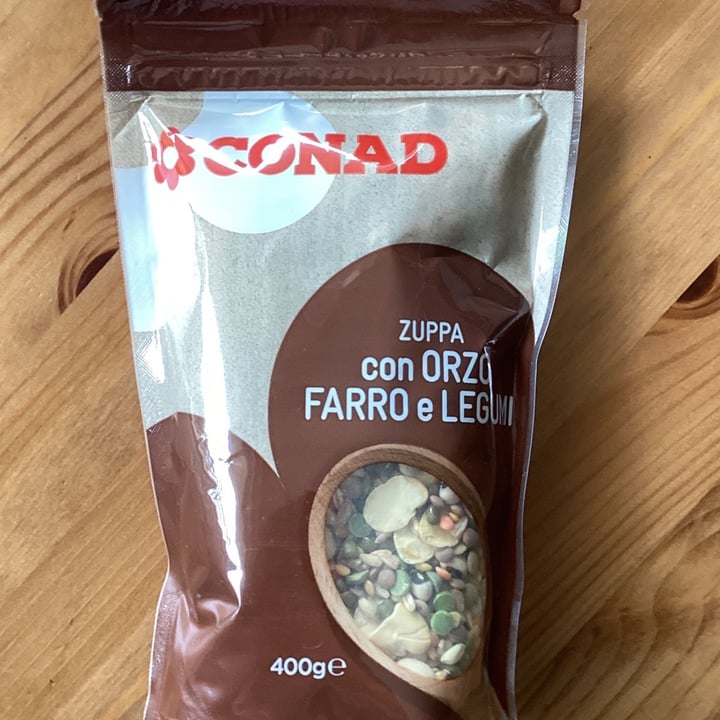 CONAD
ZUPPA
con ORZO
FARRO e LEGUMI
400g℮